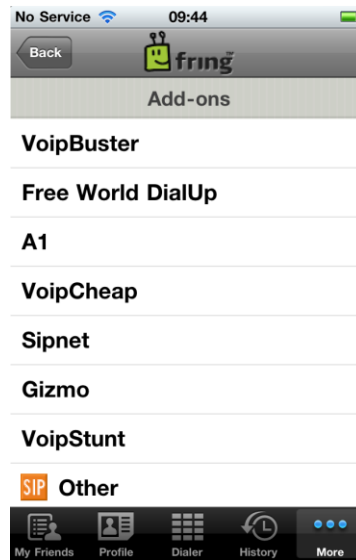 No Service 09:44
Back
fring™
Add-ons
VoipBuster
Free World DialUp
A1
VoipCheap
Sipnet
Gizmo
VoipStunt
SIP Other
My Friends Profile Dialer History More